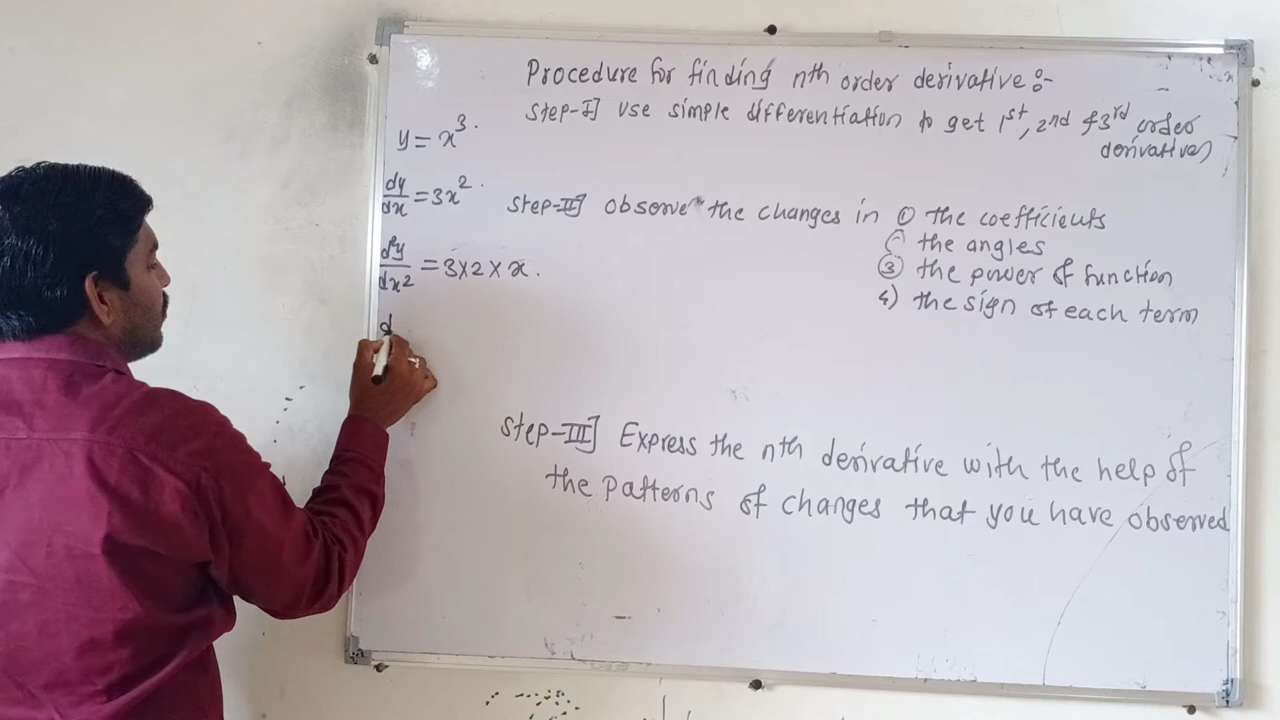 Procedure for finding nth order derivative :-
Step-I] Use simple differentiation to get 1st, 2nd & 3rd order
derivatives
y = x³.
dy/dx = 3x².
Step-II] Observe the changes in ① the coefficients
the angles
③ the power of function
4) the sign of each term
d²y/dx² = 3×2×x.
d
Step-III] Express the nth derivative with the help of
the patterns of changes that you have observed